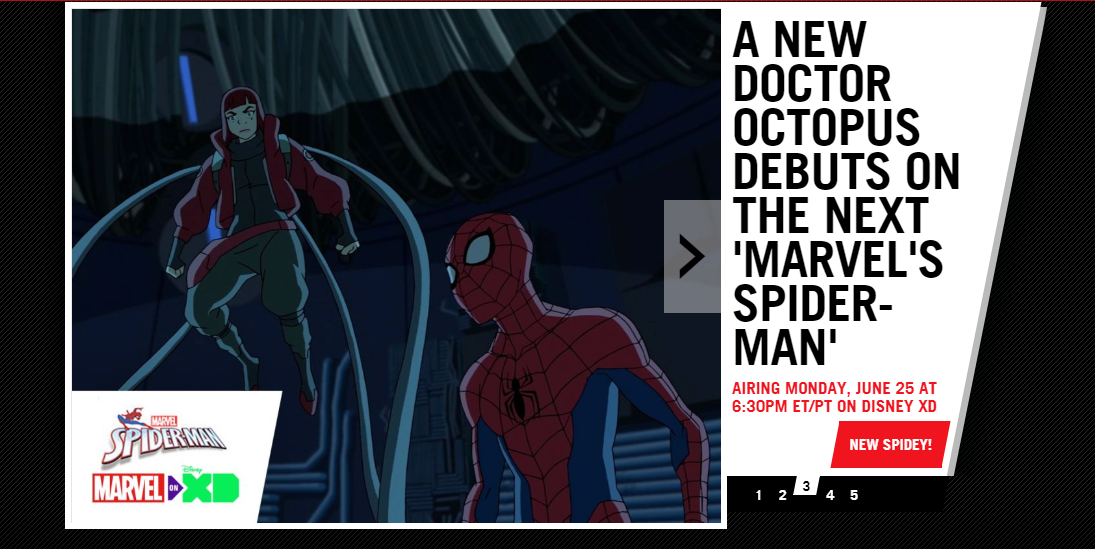 A NEW
DOCTOR
OCTOPUS
DEBUTS ON
THE NEXT
'MARVEL'S
SPIDER-
MAN'
AIRING MONDAY, JUNE 25 AT
6:30PM ET/PT ON DISNEY XD
NEW SPIDEY!
1 2 3 4 5
MARVEL
SPIDER-MAN
MARVEL ON Disney XD